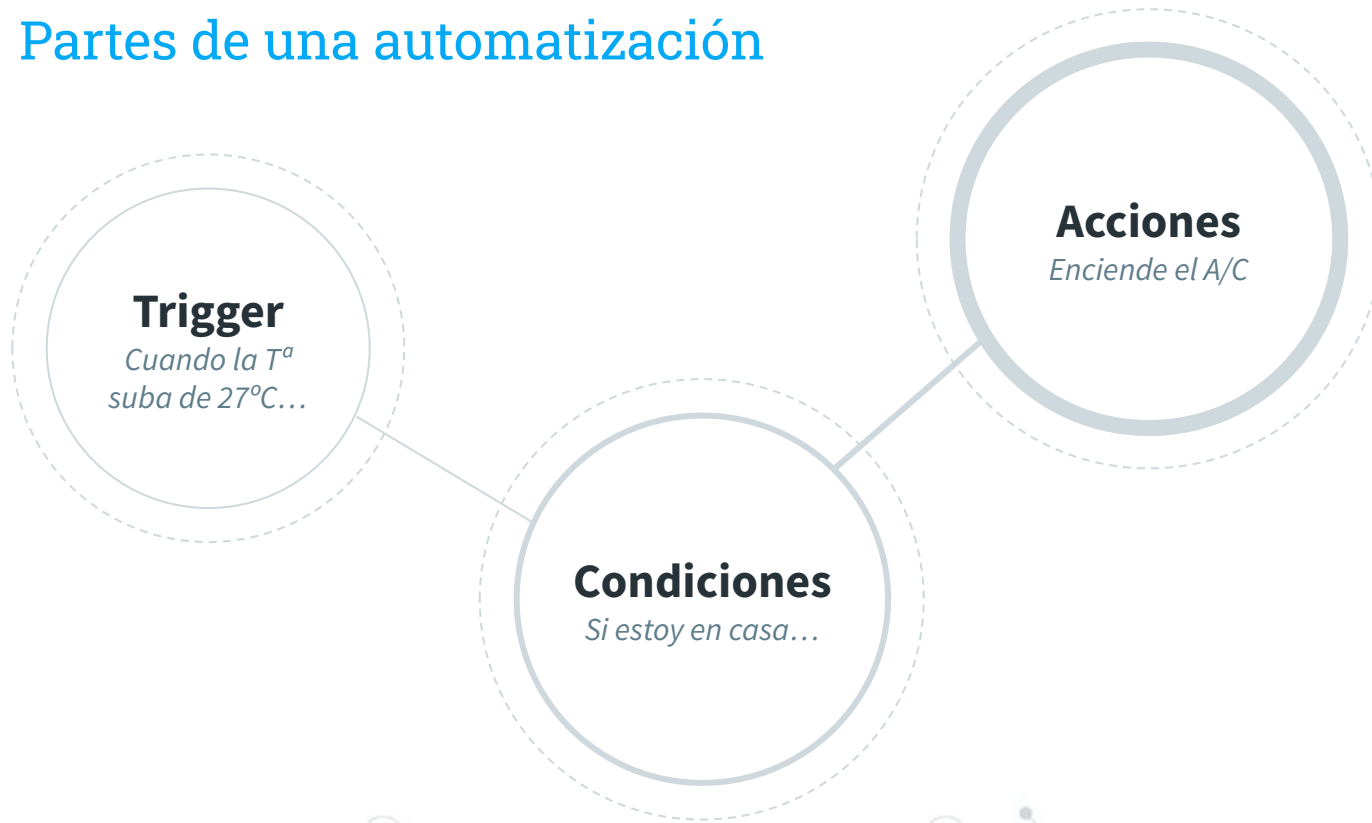 Partes de una automatización
Trigger
Cuando la Tª
suba de 27ºC…
Condiciones
Si estoy en casa…
Acciones
Enciende el A/C